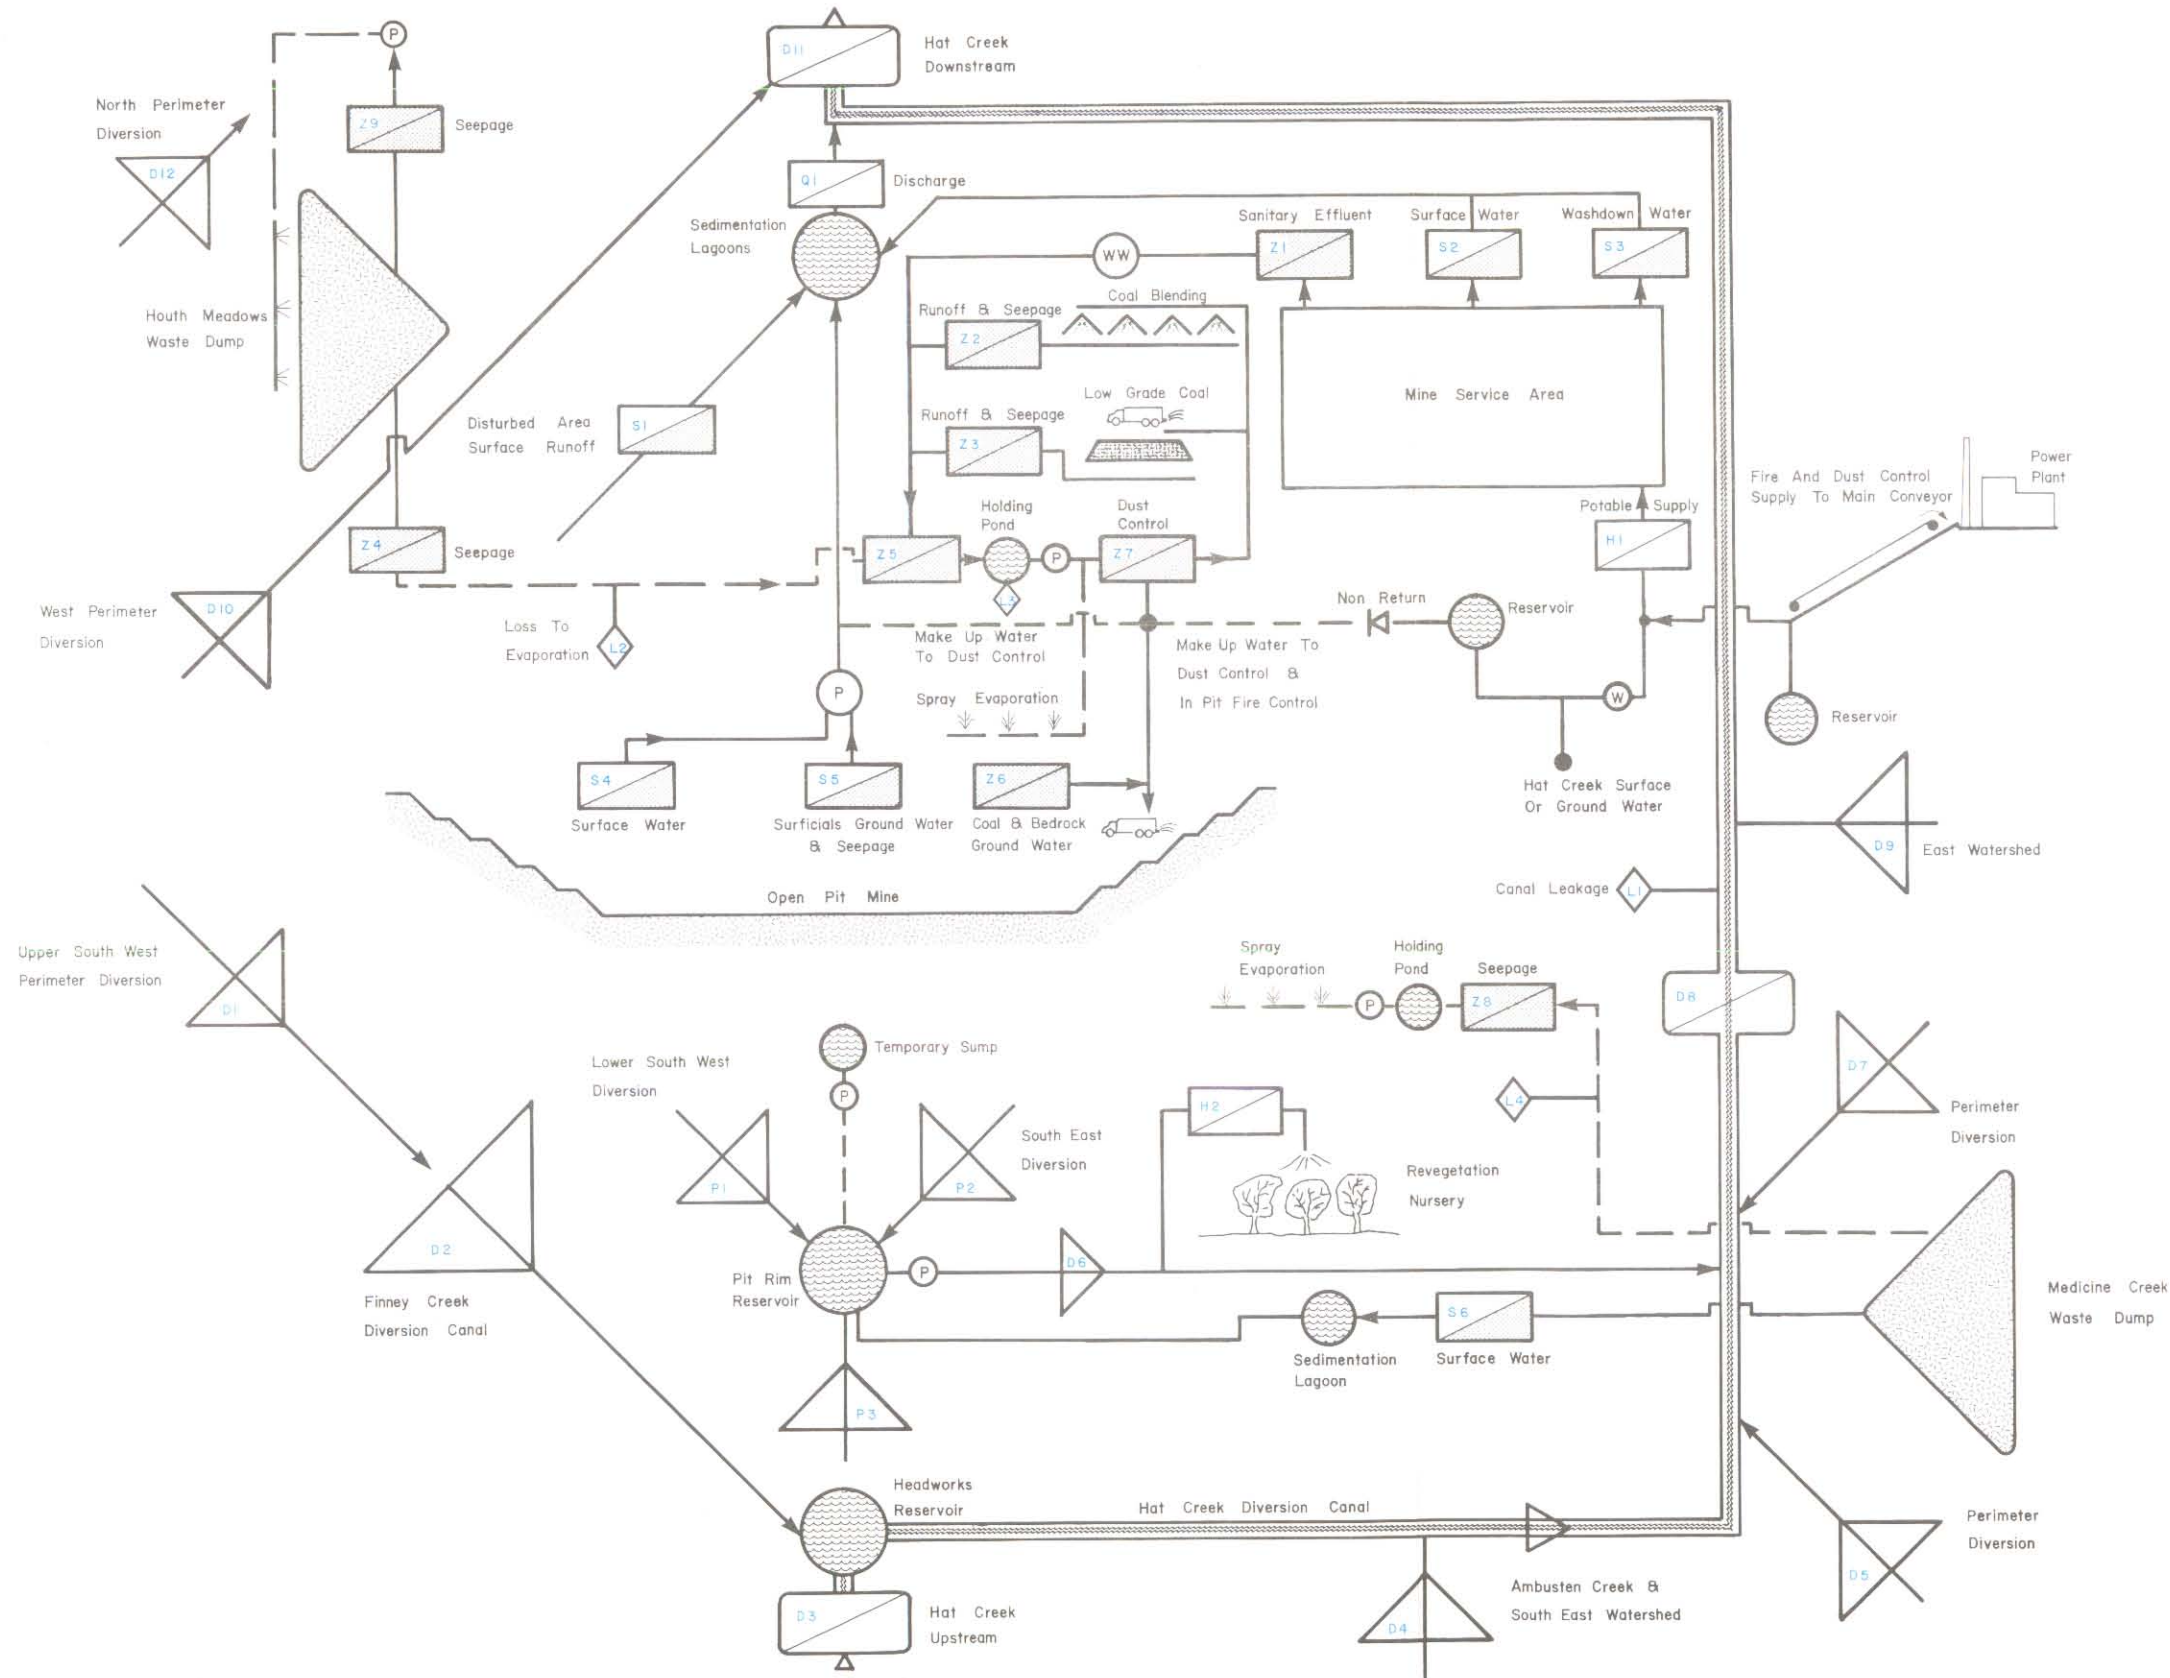 P
D11
Hat Creek
Downstream
North Perimeter
Diversion
Z9
Seepage
D12
Q1
Discharge
Sedimentation
Lagoons
Sanitary Effluent
Surface Water
Washdown Water
Z1
S2
S3
WW
Houth Meadows
Waste Dump
Coal Blending
Runoff & Seepage
Z2
Mine Service Area
Low Grade Coal
Disturbed Area
Surface Runoff
S1
Runoff & Seepage
Z3
Fire And Dust Control
Supply To Main Conveyor
Power
Plant
Holding
Pond
Dust
Control
Potable Supply
H1
Z4
Seepage
Z5
P
Z7
L3
West Perimeter
Diversion
D10
Loss To
Evaporation
L2
Make Up Water
To Dust Control
Non Return
Reservoir
Make Up Water To
Dust Control &
In Pit Fire Control
P
Spray Evaporation
W
Reservoir
S4
Surface Water
S5
Surficials Ground Water
& Seepage
Z6
Coal & Bedrock
Ground Water
Hat Creek Surface
Or Ground Water
D9
East Watershed
Open Pit Mine
Canal Leakage
L1
Upper South West
Perimeter Diversion
D1
Spray
Evaporation
Holding
Pond
Seepage
P
Z8
D8
Temporary Sump
P
Lower South West
Diversion
P1
South East
Diversion
P2
H2
L4
D7
Perimeter
Diversion
Revegetation
Nursery
D2
Finney Creek
Diversion Canal
Pit Rim
Reservoir
P
D6
S6
Sedimentation
Lagoon
Surface Water
Medicine Creek
Waste Dump
P3
Headworks
Reservoir
Hat Creek Diversion Canal
Perimeter
Diversion
D5
D3
Hat Creek
Upstream
D4
Ambusten Creek &
South East Watershed